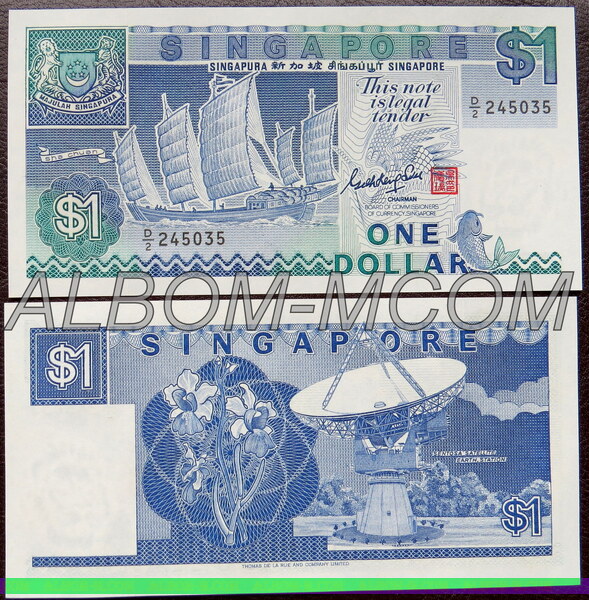 SINGAPORE
$1
SINGAPURA 新加坡 சிங்கப்பூர் SINGAPORE
MAJULAH SINGAPURA
This note
is legal
tender
D/2 245035
sha chuan
$1
D/2 245035
CHAIRMAN
BOARD OF COMMISSIONERS
OF CURRENCY, SINGAPORE
ONE
DOLLAR
ALBOM-MCOM
$1
SINGAPORE
SENTOSA SATELLITE
EARTH STATION
$1
THOMAS DE LA RUE AND COMPANY LIMITED